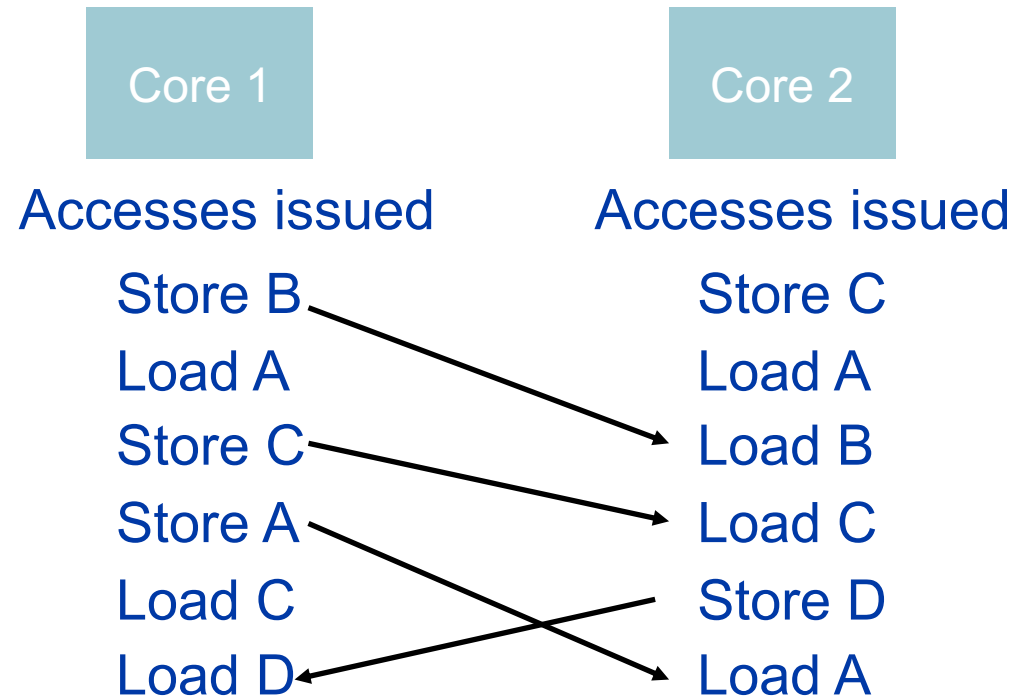 Core 1
Core 2
Accesses issued
Accesses issued
Store B
Store C
Load A
Load A
Store C
Load B
Store A
Load C
Load C
Store D
Load D
Load A